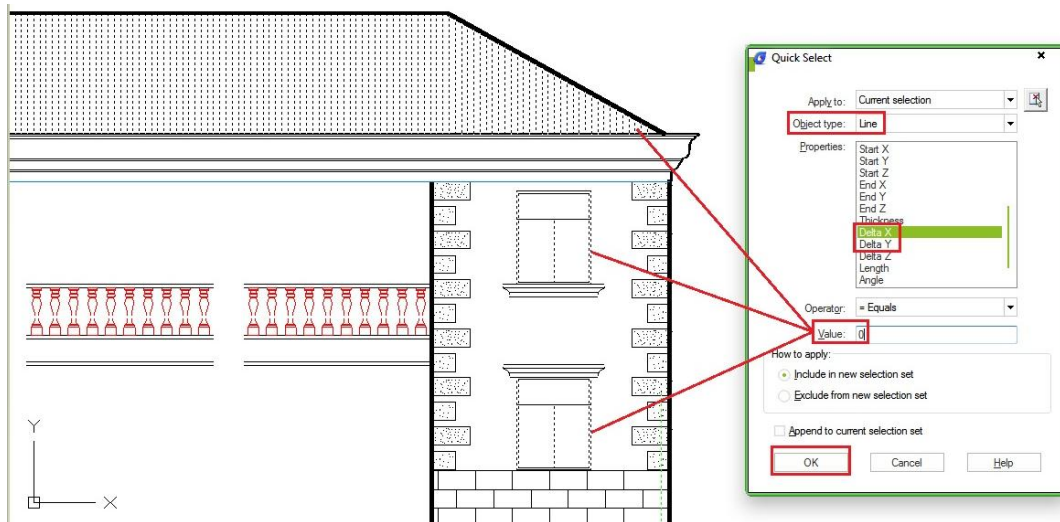 Quick Select
Apply to: Current selection
Object type: Line
Properties: Start X
Start Y
Start Z
End X
End Y
End Z
Thickness
Delta X
Delta Y
Delta Z
Length
Angle
Operator: = Equals
Value: 0
How to apply:
Include in new selection set
Exclude from new selection set
Append to current selection set
OK Cancel Help
Y
X